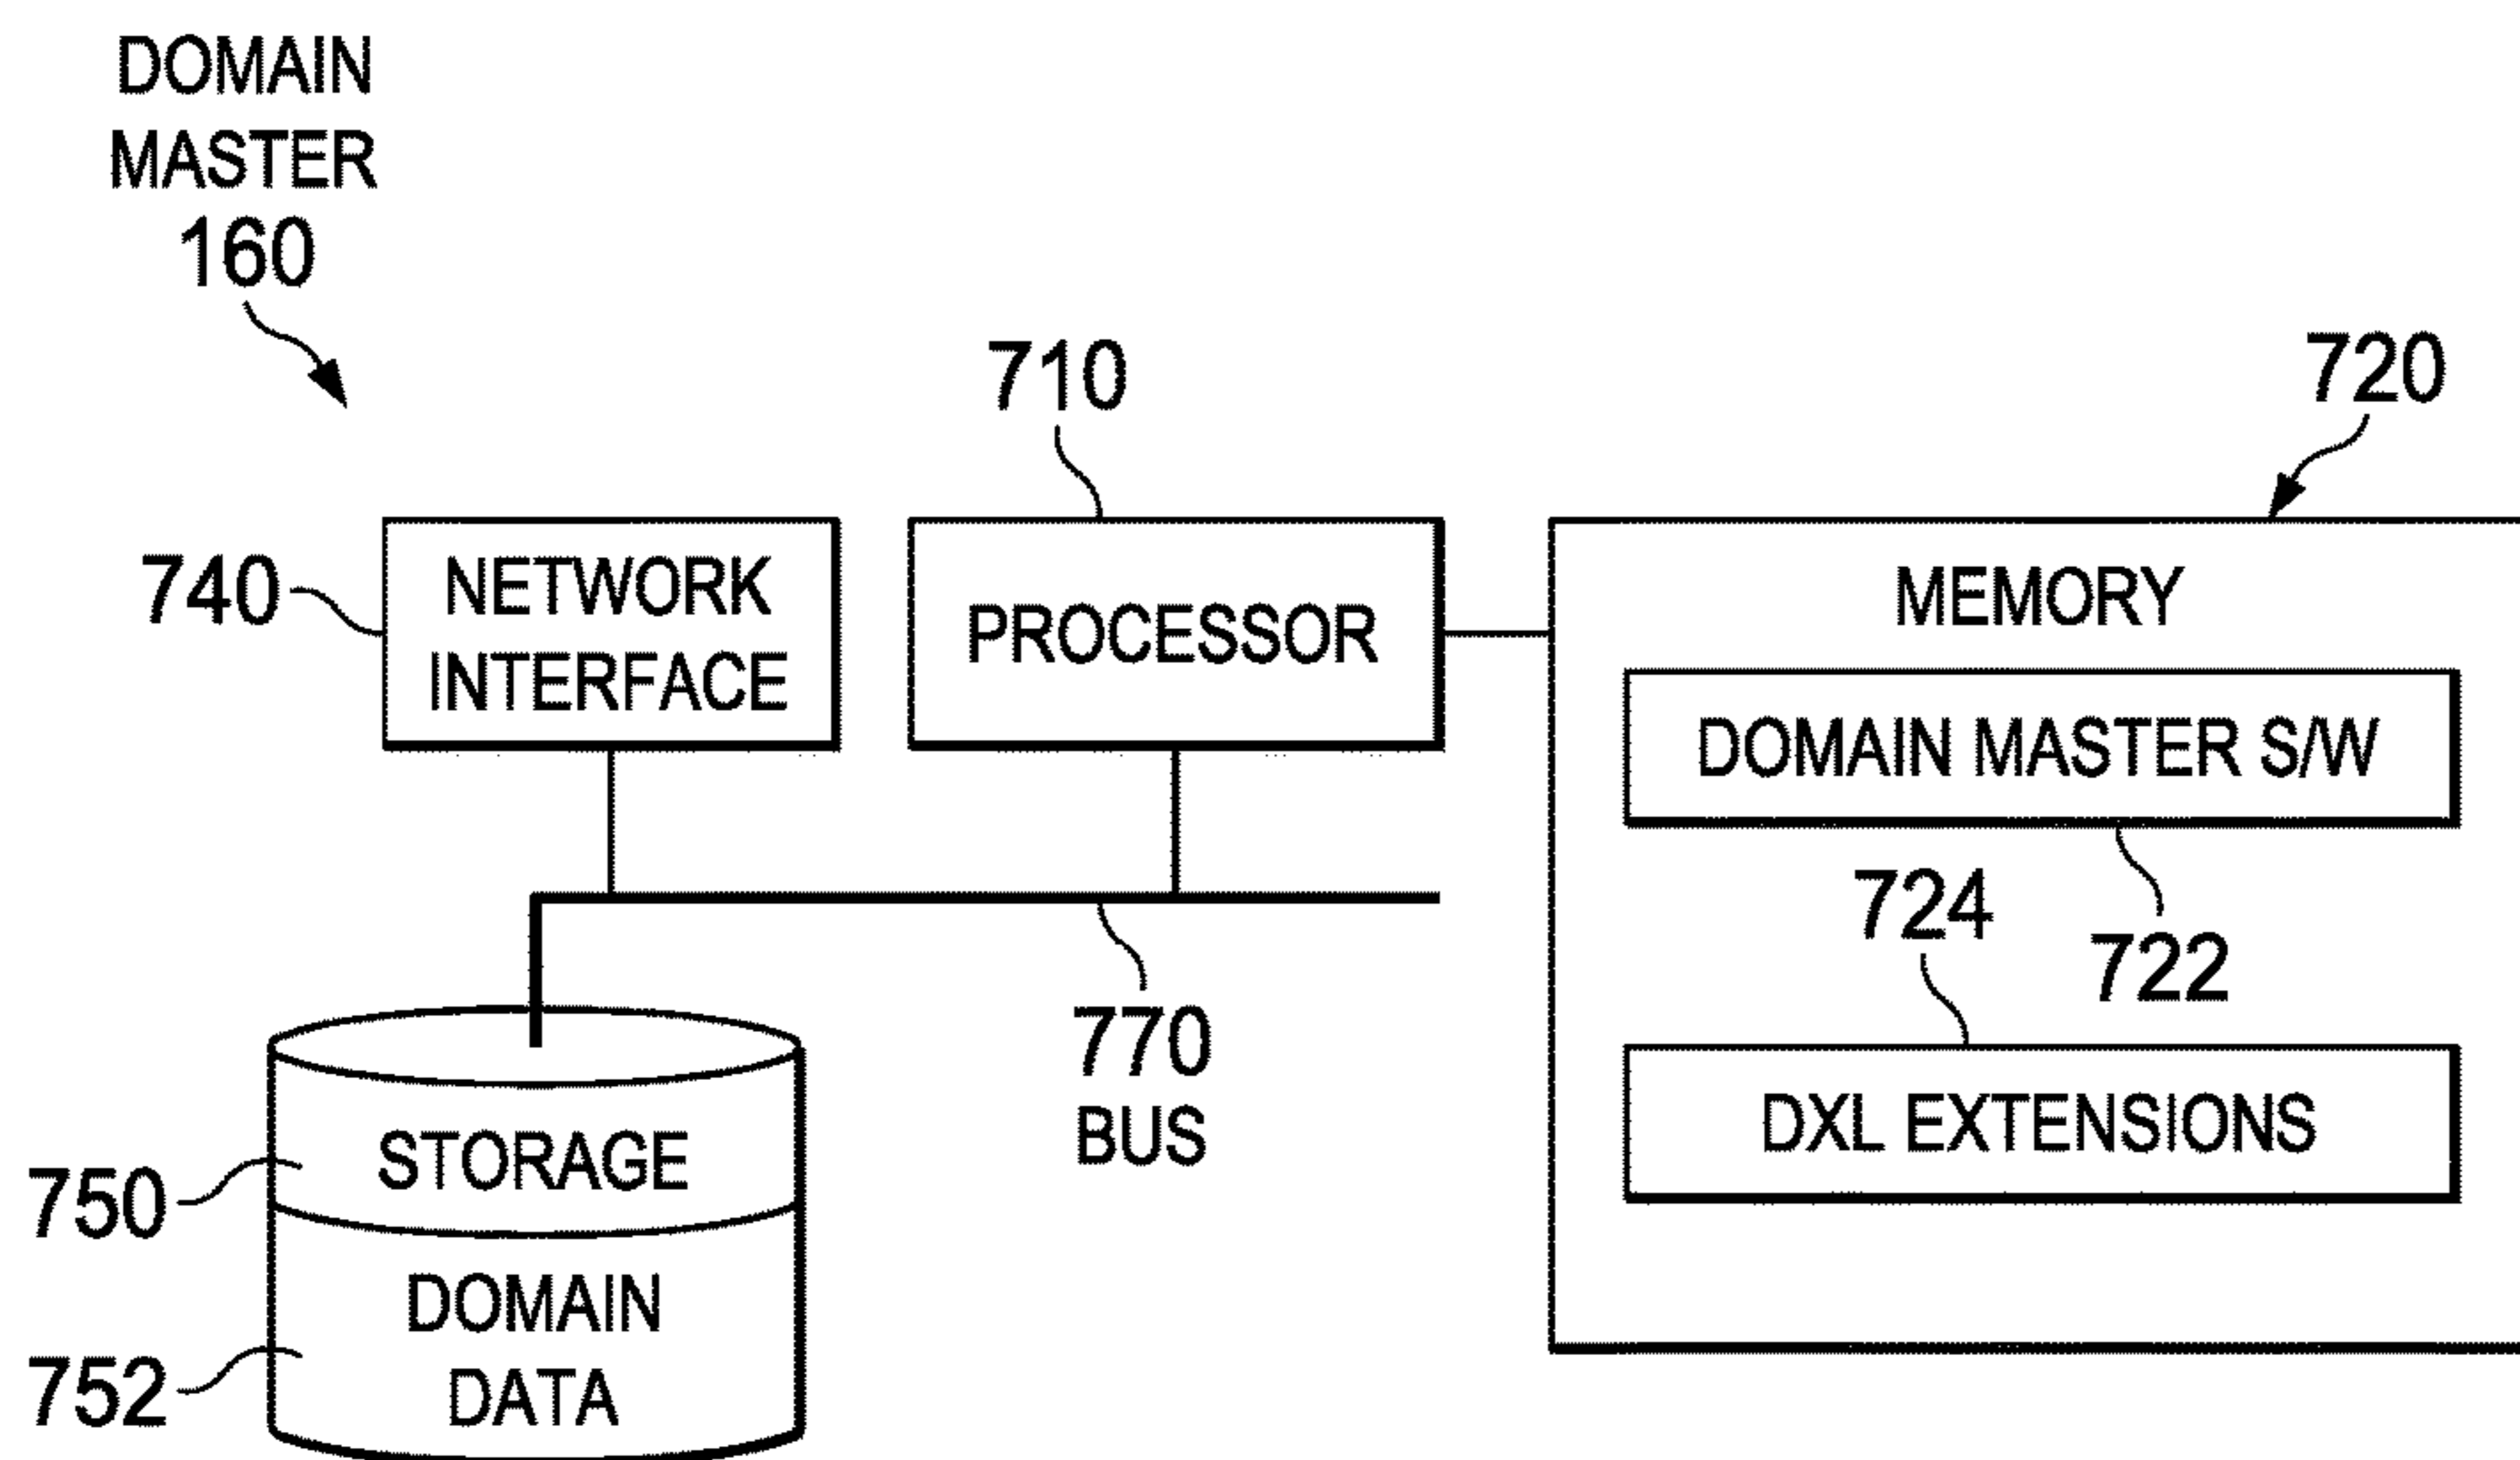 DOMAIN
MASTER
160
710
720
740
NETWORK
INTERFACE
PROCESSOR
MEMORY
DOMAIN MASTER S/W
724
722
770
BUS
DXL EXTENSIONS
750
STORAGE
752
DOMAIN
DATA